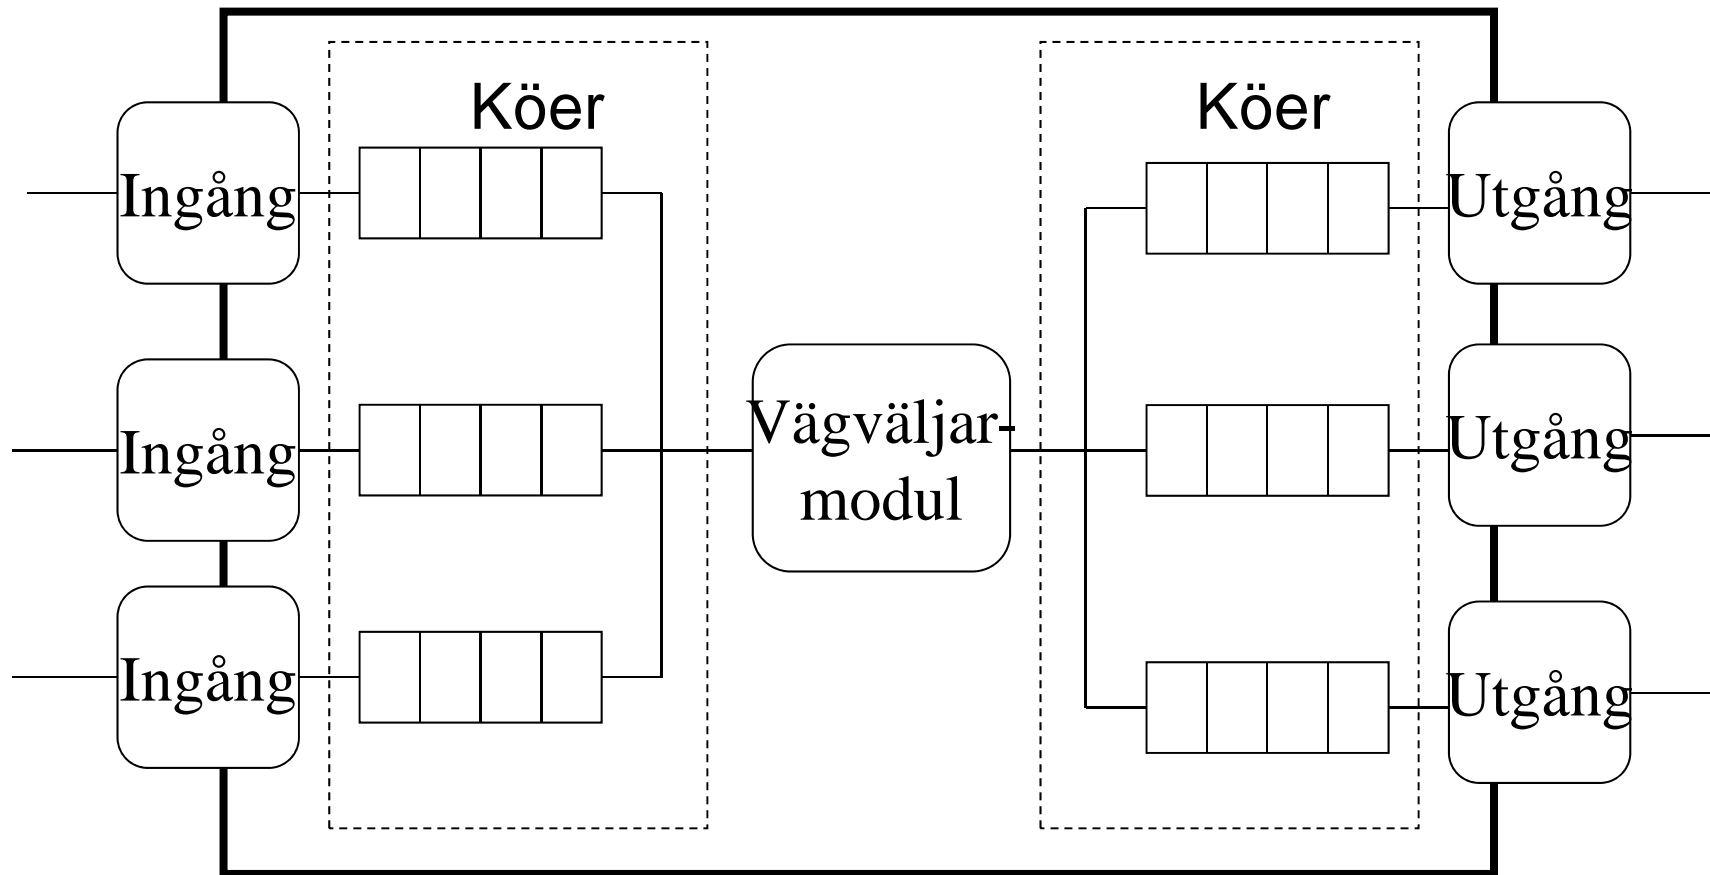 Köer
Köer
Ingång
Utgång
Ingång
Vägväljar-
modul
Utgång
Ingång
Utgång